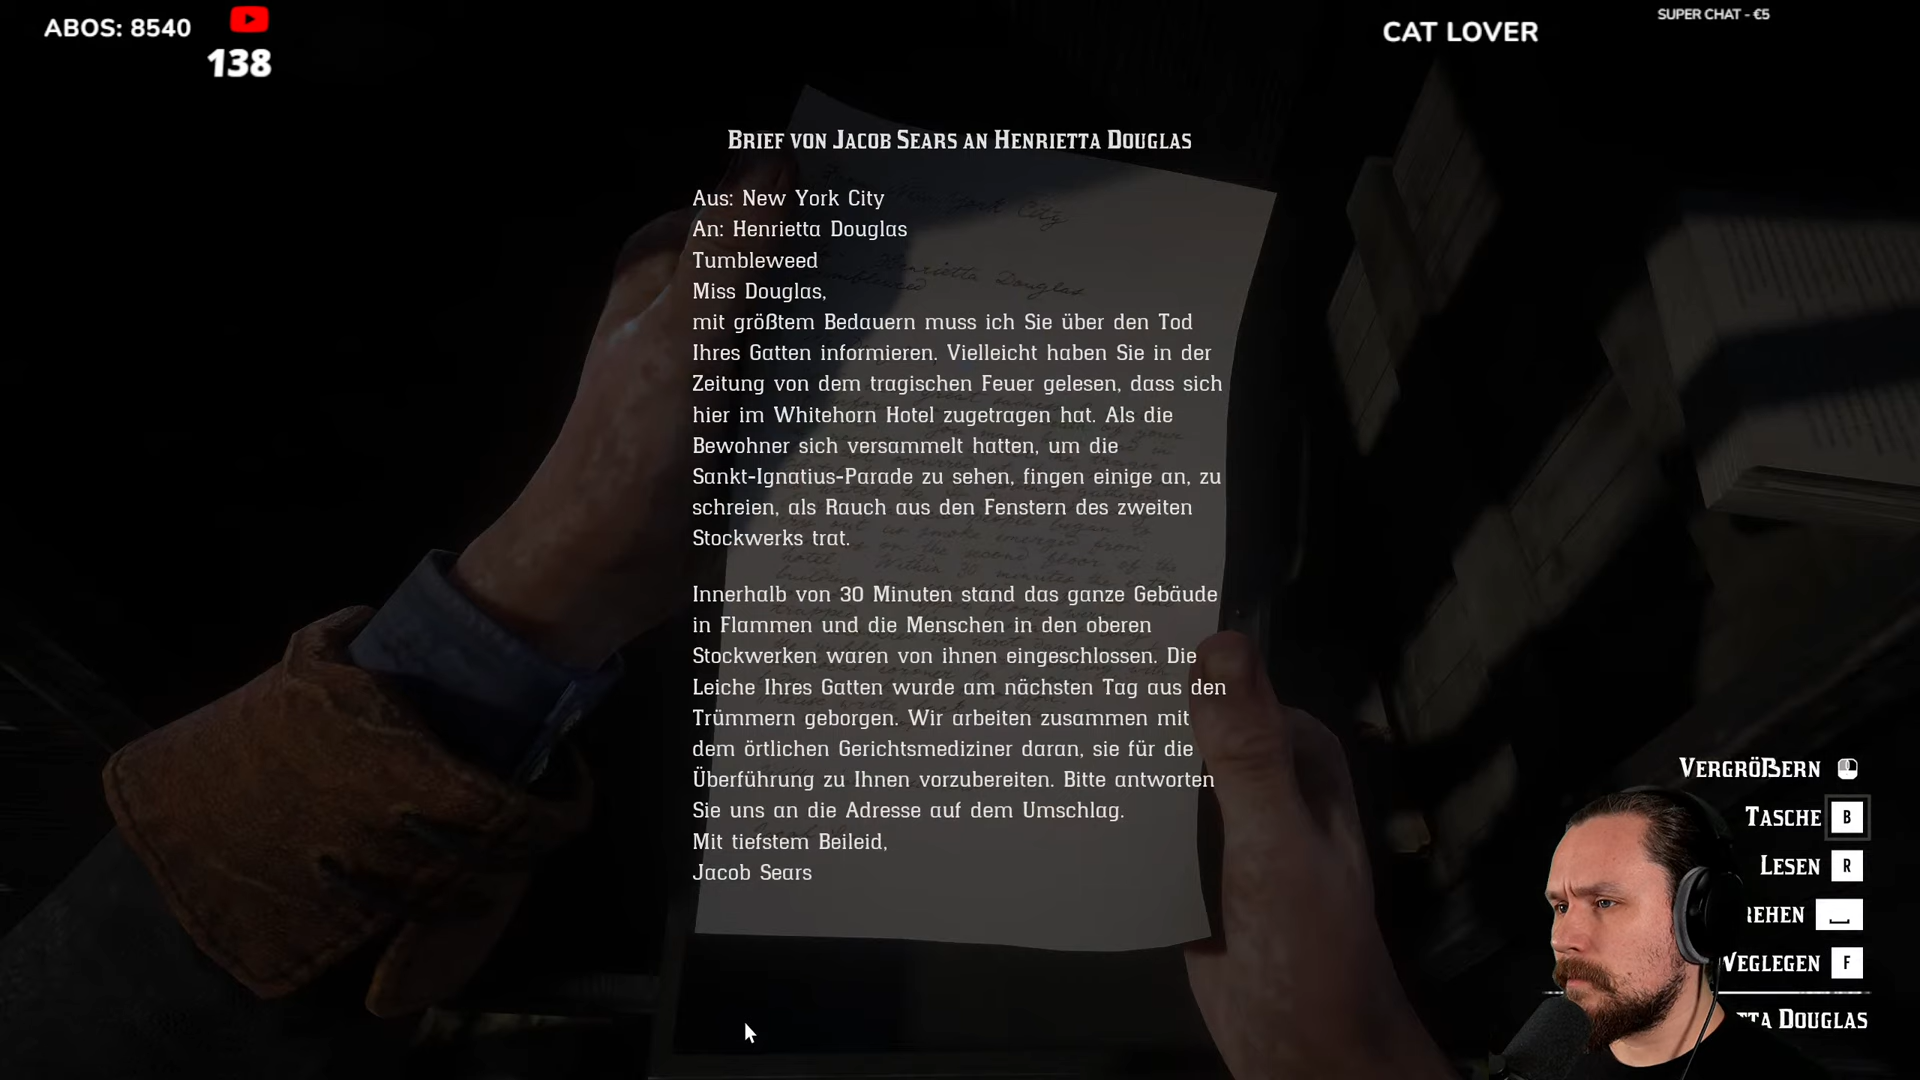 ABOS: 8540
138
CAT LOVER
SUPER CHAT - €5
BRIEF VON JACOB SEARS AN HENRIETTA DOUGLAS
Aus: New York City
An: Henrietta Douglas
Tumbleweed
Miss Douglas,
mit größtem Bedauern muss ich Sie über den Tod
Ihres Gatten informieren. Vielleicht haben Sie in der
Zeitung von dem tragischen Feuer gelesen, dass sich
hier im Whitehorn Hotel zugetragen hat. Als die
Bewohner sich versammelt hatten, um die
Sankt-Ignatius-Parade zu sehen, fingen einige an, zu
schreien, als Rauch aus den Fenstern des zweiten
Stockwerks trat.
Innerhalb von 30 Minuten stand das ganze Gebäude
in Flammen und die Menschen in den oberen
Stockwerken waren von ihnen eingeschlossen. Die
Leiche Ihres Gatten wurde am nächsten Tag aus den
Trümmern geborgen. Wir arbeiten zusammen mit
dem örtlichen Gerichtsmediziner daran, sie für die
Überführung zu Ihnen vorzubereiten. Bitte antworten
Sie uns an die Adresse auf dem Umschlag.
Mit tiefstem Beileid,
Jacob Sears
VERGRÖßERN
TASCHE B
LESEN R
REHEN
WEGLEGEN F
TTA DOUGLAS